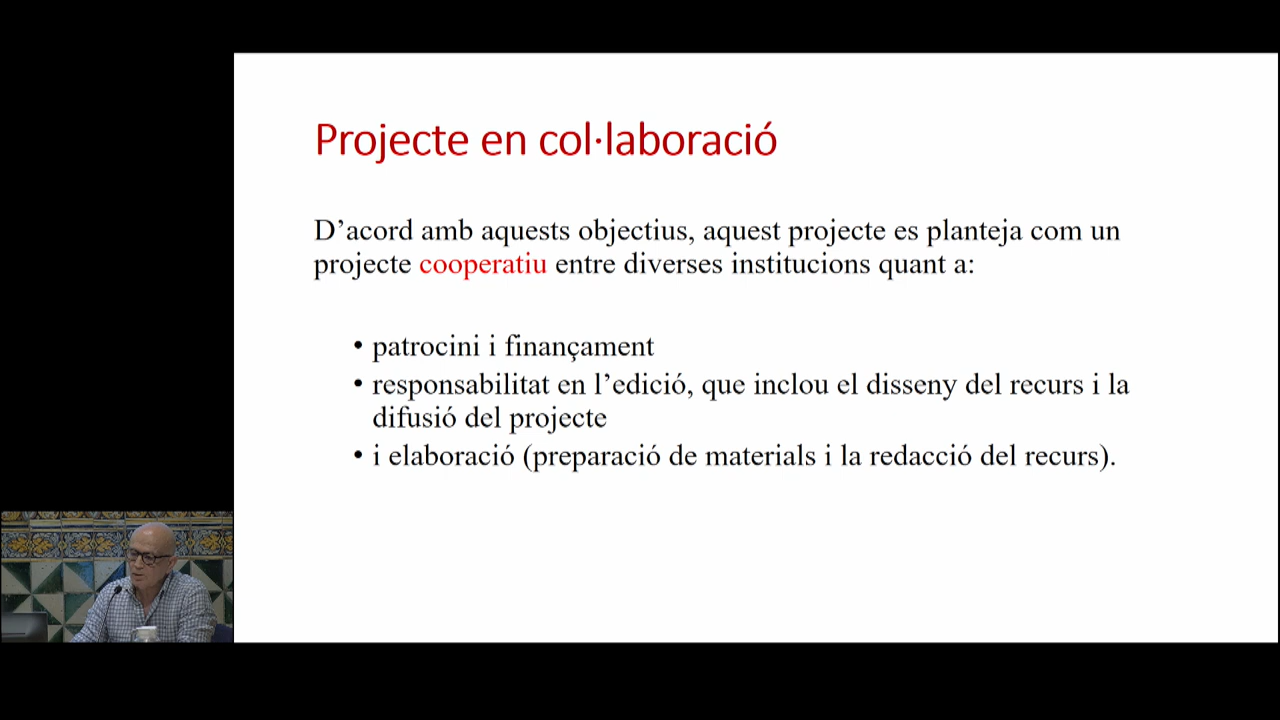 Projecte en col·laboració
D’acord amb aquests objectius, aquest projecte es planteja com un
projecte cooperatiu entre diverses institucions quant a:
• patrocini i finançament
• responsabilitat en l’edició, que inclou el disseny del recurs i la
difusió del projecte
• i elaboració (preparació de materials i la redacció del recurs).